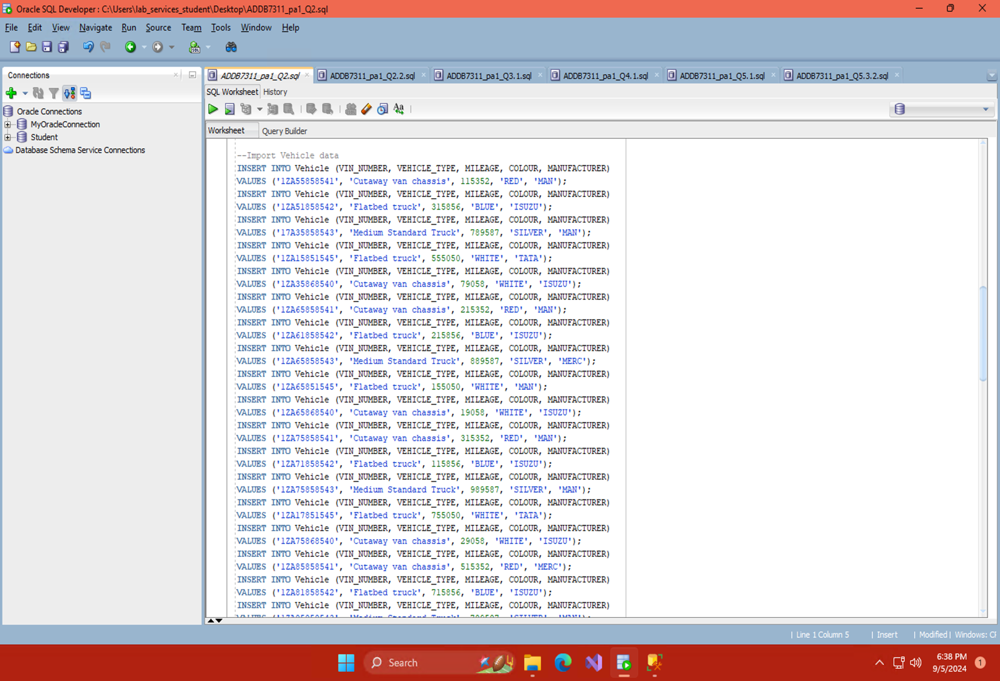 Oracle SQL Developer : C:\Users\lab_services_student\Desktop\ADDB7311_pa1_Q2.sql
File Edit View Navigate Run Source Team Tools Window Help
Connections
Oracle Connections
MyOracleConnection
Student
Database Schema Service Connections
ADDB7311_pa1_Q2.sql ADDB7311_pa1_Q2.2.sql ADDB7311_pa1_Q3.1.sql ADDB7311_pa1_Q4.1.sql ADDB7311_pa1_Q5.1.sql ADDB7311_pa1_Q5.3.2.sql
SQL Worksheet History
Worksheet Query Builder
--Import Vehicle data
INSERT INTO Vehicle (VIN_NUMBER, VEHICLE_TYPE, MILEAGE, COLOUR, MANUFACTURER)
VALUES ('1ZA55858541', 'Cutaway van chassis', 115352, 'RED', 'MAN');
INSERT INTO Vehicle (VIN_NUMBER, VEHICLE_TYPE, MILEAGE, COLOUR, MANUFACTURER)
VALUES ('1ZA51858542', 'Flatbed truck', 315856, 'BLUE', 'ISUZU');
INSERT INTO Vehicle (VIN_NUMBER, VEHICLE_TYPE, MILEAGE, COLOUR, MANUFACTURER)
VALUES ('17A35858543', 'Medium Standard Truck', 789587, 'SILVER', 'MAN');
INSERT INTO Vehicle (VIN_NUMBER, VEHICLE_TYPE, MILEAGE, COLOUR, MANUFACTURER)
VALUES ('1ZA15851545', 'Flatbed truck', 555050, 'WHITE', 'TATA');
INSERT INTO Vehicle (VIN_NUMBER, VEHICLE_TYPE, MILEAGE, COLOUR, MANUFACTURER)
VALUES ('1ZA35868540', 'Cutaway van chassis', 79058, 'WHITE', 'ISUZU');
INSERT INTO Vehicle (VIN_NUMBER, VEHICLE_TYPE, MILEAGE, COLOUR, MANUFACTURER)
VALUES ('1ZA65858541', 'Cutaway van chassis', 215352, 'RED', 'MAN');
INSERT INTO Vehicle (VIN_NUMBER, VEHICLE_TYPE, MILEAGE, COLOUR, MANUFACTURER)
VALUES ('1ZA61858542', 'Flatbed truck', 215856, 'BLUE', 'ISUZU');
INSERT INTO Vehicle (VIN_NUMBER, VEHICLE_TYPE, MILEAGE, COLOUR, MANUFACTURER)
VALUES ('1ZA65858543', 'Medium Standard Truck', 889587, 'SILVER', 'MERC');
INSERT INTO Vehicle (VIN_NUMBER, VEHICLE_TYPE, MILEAGE, COLOUR, MANUFACTURER)
VALUES ('1ZA65851545', 'Flatbed truck', 155050, 'WHITE', 'MAN');
INSERT INTO Vehicle (VIN_NUMBER, VEHICLE_TYPE, MILEAGE, COLOUR, MANUFACTURER)
VALUES ('1ZA65868540', 'Cutaway van chassis', 19058, 'WHITE', 'ISUZU');
INSERT INTO Vehicle (VIN_NUMBER, VEHICLE_TYPE, MILEAGE, COLOUR, MANUFACTURER)
VALUES ('1ZA75858541', 'Cutaway van chassis', 315352, 'RED', 'MAN');
INSERT INTO Vehicle (VIN_NUMBER, VEHICLE_TYPE, MILEAGE, COLOUR, MANUFACTURER)
VALUES ('1ZA71858542', 'Flatbed truck', 115856, 'BLUE', 'ISUZU');
INSERT INTO Vehicle (VIN_NUMBER, VEHICLE_TYPE, MILEAGE, COLOUR, MANUFACTURER)
VALUES ('1ZA75858543', 'Medium Standard Truck', 989587, 'SILVER', 'MAN');
INSERT INTO Vehicle (VIN_NUMBER, VEHICLE_TYPE, MILEAGE, COLOUR, MANUFACTURER)
VALUES ('1ZA17851545', 'Flatbed truck', 755050, 'WHITE', 'TATA');
INSERT INTO Vehicle (VIN_NUMBER, VEHICLE_TYPE, MILEAGE, COLOUR, MANUFACTURER)
VALUES ('1ZA75868540', 'Cutaway van chassis', 29058, 'WHITE', 'ISUZU');
INSERT INTO Vehicle (VIN_NUMBER, VEHICLE_TYPE, MILEAGE, COLOUR, MANUFACTURER)
VALUES ('1ZA85858541', 'Cutaway van chassis', 515352, 'RED', 'MERC');
INSERT INTO Vehicle (VIN_NUMBER, VEHICLE_TYPE, MILEAGE, COLOUR, MANUFACTURER)
VALUES ('1ZA81858542', 'Flatbed truck', 715856, 'BLUE', 'ISUZU');
INSERT INTO Vehicle (VIN_NUMBER, VEHICLE_TYPE, MILEAGE, COLOUR, MANUFACTURER)
| Line 1 Column 5 | Insert | Modified | Windows: CF
Search
6:38 PM
9/5/2024
1